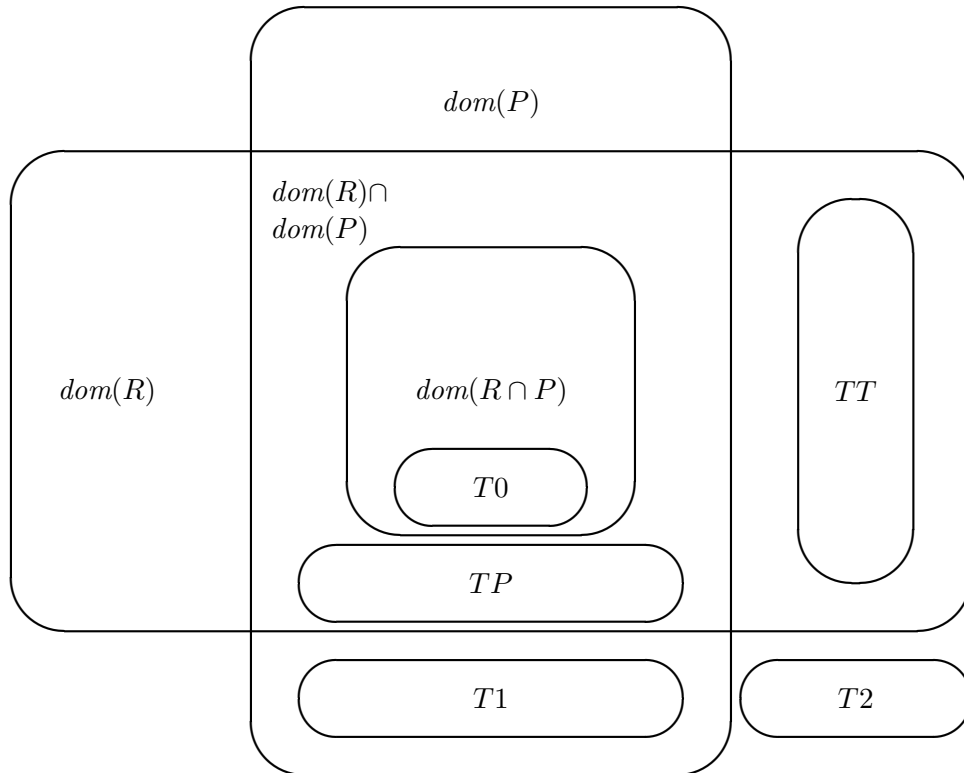 dom(P)
dom(R)∩
dom(P)
dom(R)
dom(R ∩ P)
TT
T0
TP
T1
T2